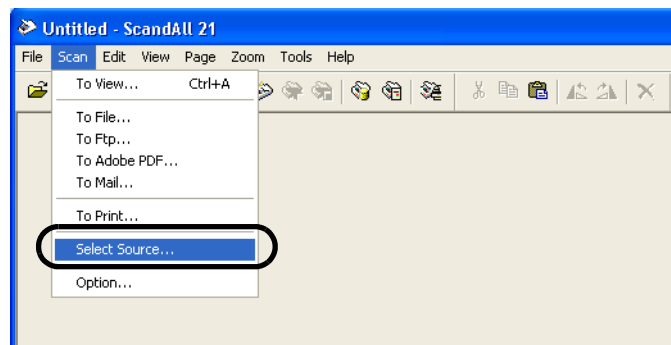 Untitled - ScandAll 21
File Scan Edit View Page Zoom Tools Help
To View... Ctrl+A
To File...
To Ftp...
To Adobe PDF...
To Mail...
To Print...
Select Source...
Option...